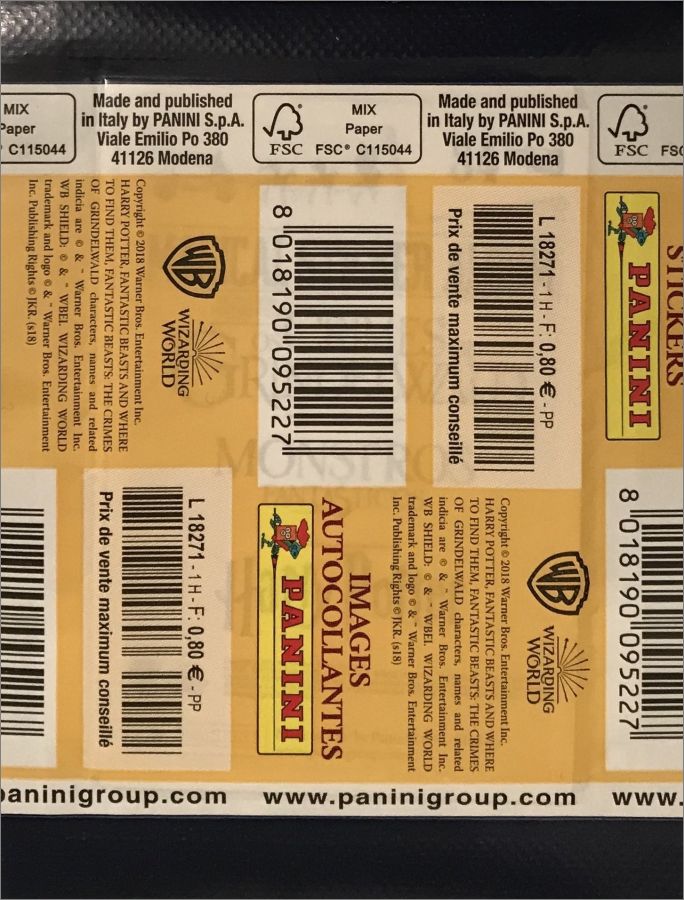 MIX
Paper
® C115044
Made and published
in Italy by PANINI S.p.A.
Viale Emilio Po 380
41126 Modena
FSC
MIX
Paper
FSC® C115044
Made and published
in Italy by PANINI S.p.A.
Viale Emilio Po 380
41126 Modena
FSC
FSC
Copyright © 2018 Warner Bros. Entertainment Inc.
HARRY POTTER, FANTASTIC BEASTS AND WHERE
TO FIND THEM, FANTASTIC BEASTS: THE CRIMES
OF GRINDELWALD characters, names and related
indicia are © & ™ Warner Bros. Entertainment Inc.
WB SHIELD: © & ™ WBEI. WIZARDING WORLD
trademark and logo © & ™ Warner Bros. Entertainment
Inc. Publishing Rights © JKR. (s18)
WB
WIZARDING
WORLD
8 018190 095227
L 18271 - 1 H - F: 0,80 € - PP
Prix de vente maximum conseillé
STICKERS
PANINI
L 18271 - 1 H - F: 0,80 € - PP
Prix de vente maximum conseillé
IMAGES
AUTOCOLLANTES
PANINI
Copyright © 2018 Warner Bros. Entertainment Inc.
HARRY POTTER, FANTASTIC BEASTS AND WHERE
TO FIND THEM, FANTASTIC BEASTS: THE CRIMES
OF GRINDELWALD characters, names and related
indicia are © & ™ Warner Bros. Entertainment Inc.
WB SHIELD: © & ™ WBEI. WIZARDING WORLD
trademark and logo © & ™ Warner Bros. Entertainment
Inc. Publishing Rights © JKR. (s18)
WB
WIZARDING
WORLD
8 018190 095227
paninigroup.com
www.paninigroup.com
www.